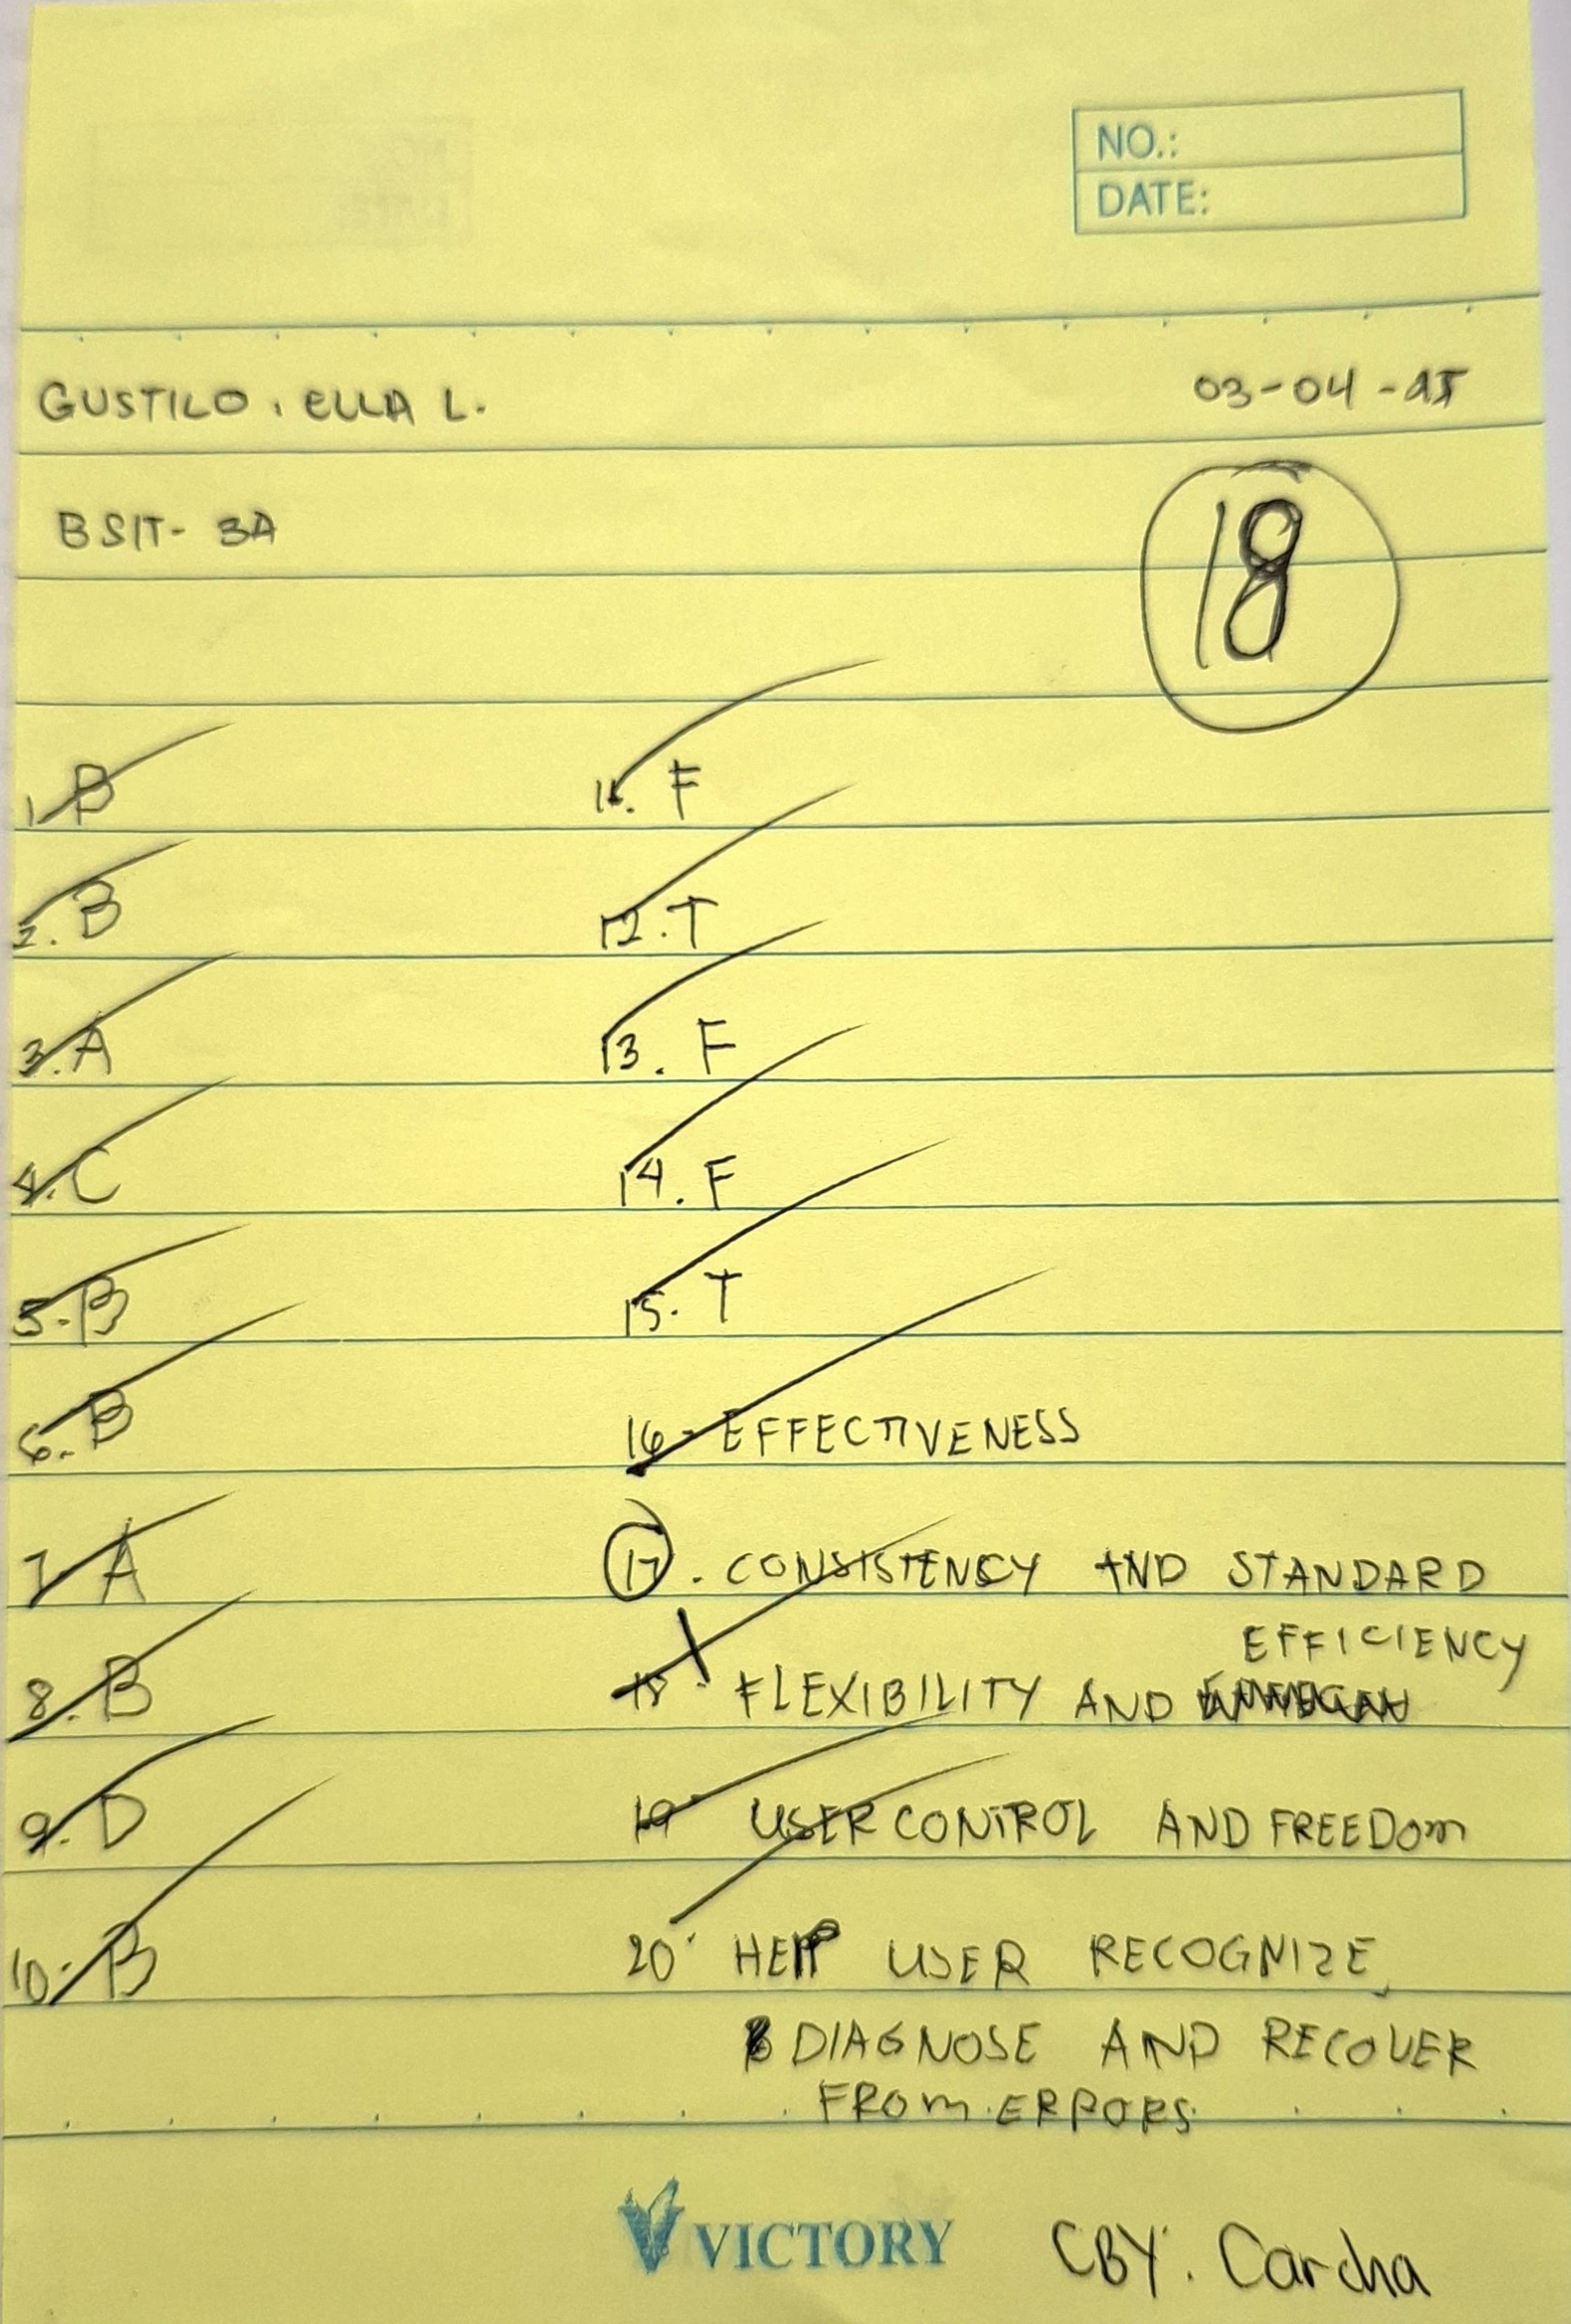 NO.:
DATE:
GUSTILO, ELLA L.
03-04-25
BSIT- 3A
18
1. B
2. B
3. A
4. C
5. B
6. B
7. A
8. B
9. D
10. B
11. F
12. T
13. F
14. F
15. T
16. EFFECTIVENESS
17. CONSISTENCY AND STANDARD
EFFICIENCY
18. FLEXIBILITY AND
19. USER CONTROL AND FREEDOM
20. HELP USER RECOGNIZE,
DIAGNOSE AND RECOVER
FROM ERRORS
VICTORY
CBY: Carcha